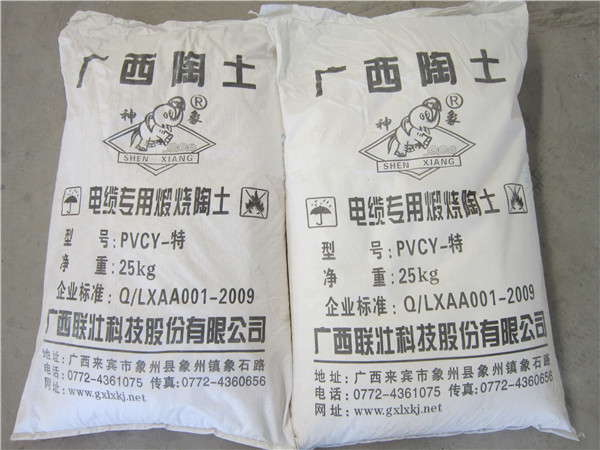 广西陶土
神象®
SHEN XIANG
电缆专用煅烧陶土
型 号:PVCY-特
净 重:25kg
企业标准:Q/LXAA001-2009
广西联壮科技股份有限公司
地址:广西来宾市象州县象州镇象石路
电话:0772-4361075 传真:0772-4360656
网址:www.gxlxkj.net
广西陶土
神象®
SHEN XIANG
电缆专用煅烧陶土
型 号:PVCY-特
净 重:25kg
企业标准:Q/LXAA001-2009
广西联壮科技股份有限公司
地址:广西来宾市象州县象州镇象石路
电话:0772-4361075 传真:0772-4360656
网址:www.gxlxkj.net